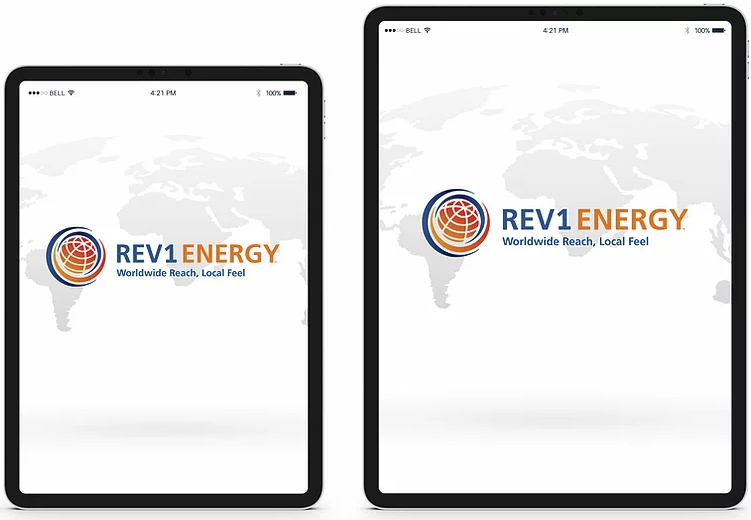 ●●●○○ BELL 4:21 PM 100%
REV1 ENERGY
Worldwide Reach, Local Feel
●●●○○ BELL 4:21 PM 100%
REV1 ENERGY
Worldwide Reach, Local Feel